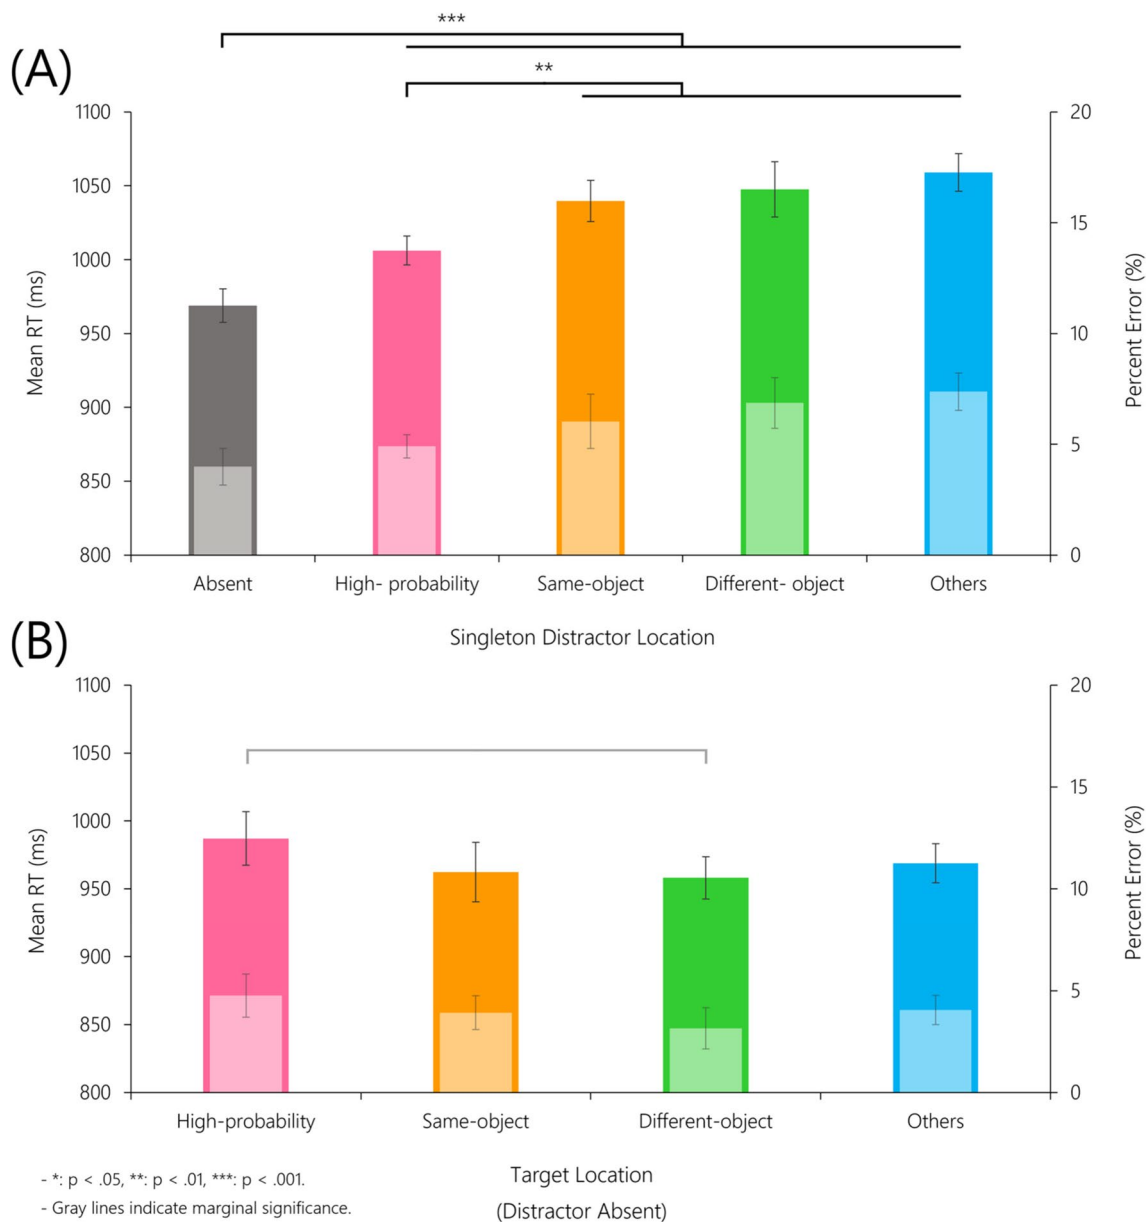 ***
(A)
**
1100
1050
1000
950
900
850
800
Mean RT (ms)
20
15
10
5
0
Percent Error (%)
Absent
High- probability
Same-object
Different- object
Others
Singleton Distractor Location
(B)
1100
1050
1000
950
900
850
800
Mean RT (ms)
20
15
10
5
0
Percent Error (%)
High-probability
Same-object
Different-object
Others
Target Location
(Distractor Absent)
- *: p < .05, **: p < .01, ***: p < .001.
- Gray lines indicate marginal significance.